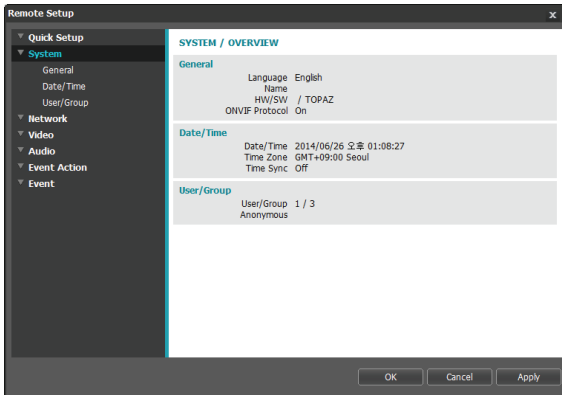 Remote Setup
x
Quick Setup
System
General
Date/Time
User/Group
Network
Video
Audio
Event Action
Event
SYSTEM / OVERVIEW
General
Language English
Name
HW/SW / TOPAZ
ONVIF Protocol On
Date/Time
Date/Time 2014/06/26 오후 01:08:27
Time Zone GMT+09:00 Seoul
Time Sync Off
User/Group
User/Group 1 / 3
Anonymous
OK Cancel Apply